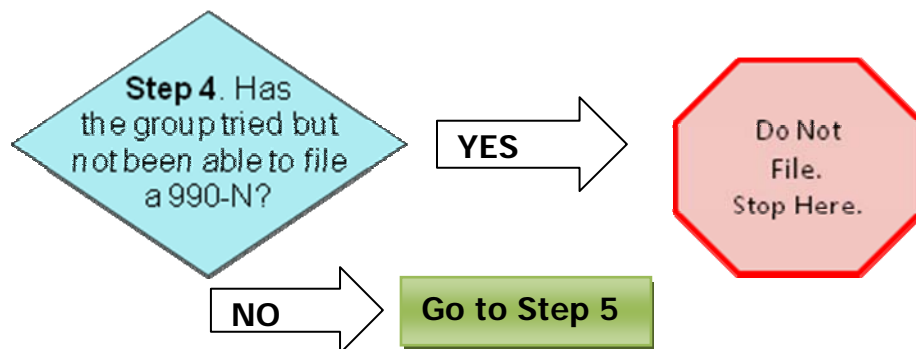 Step 4. Has
the group tried but
not been able to file
a 990-N?
YES
Do Not
File.
Stop Here.
NO
Go to Step 5